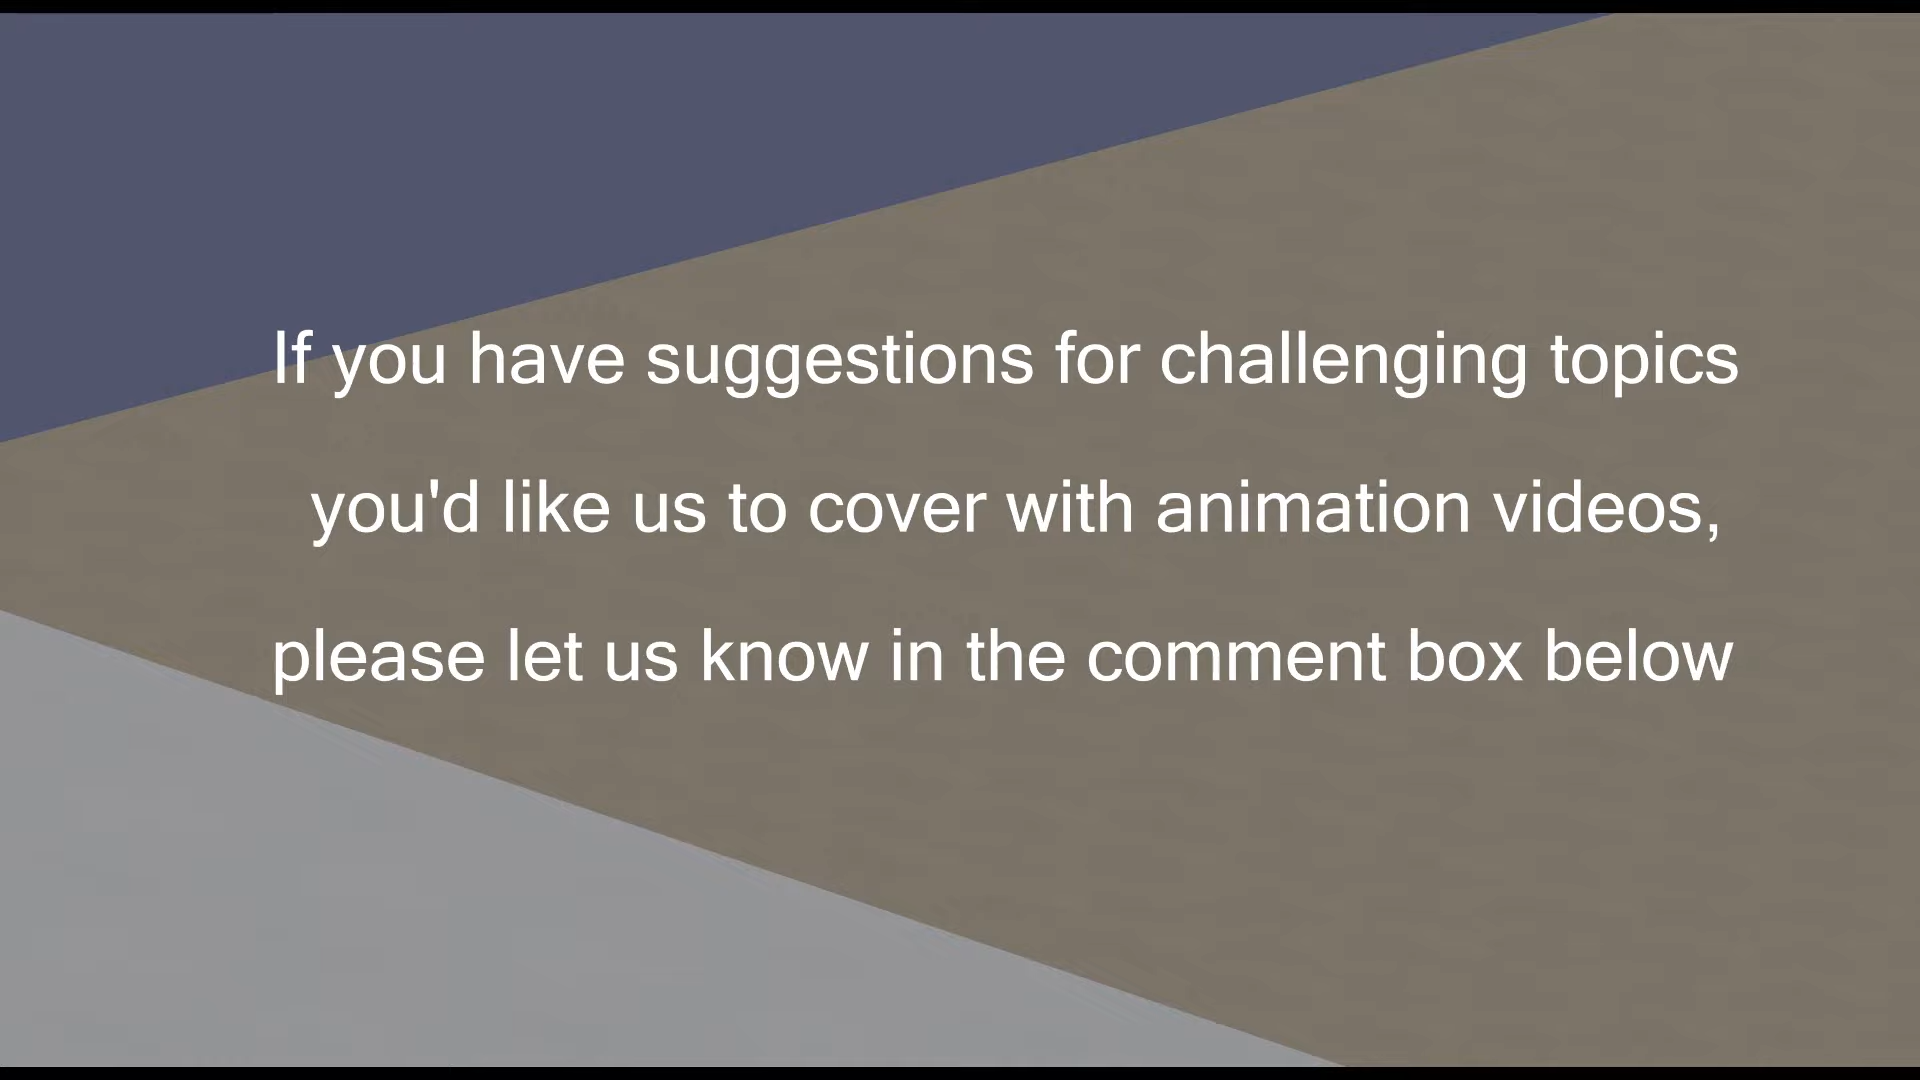 If you have suggestions for challenging topics
you'd like us to cover with animation videos,
please let us know in the comment box below